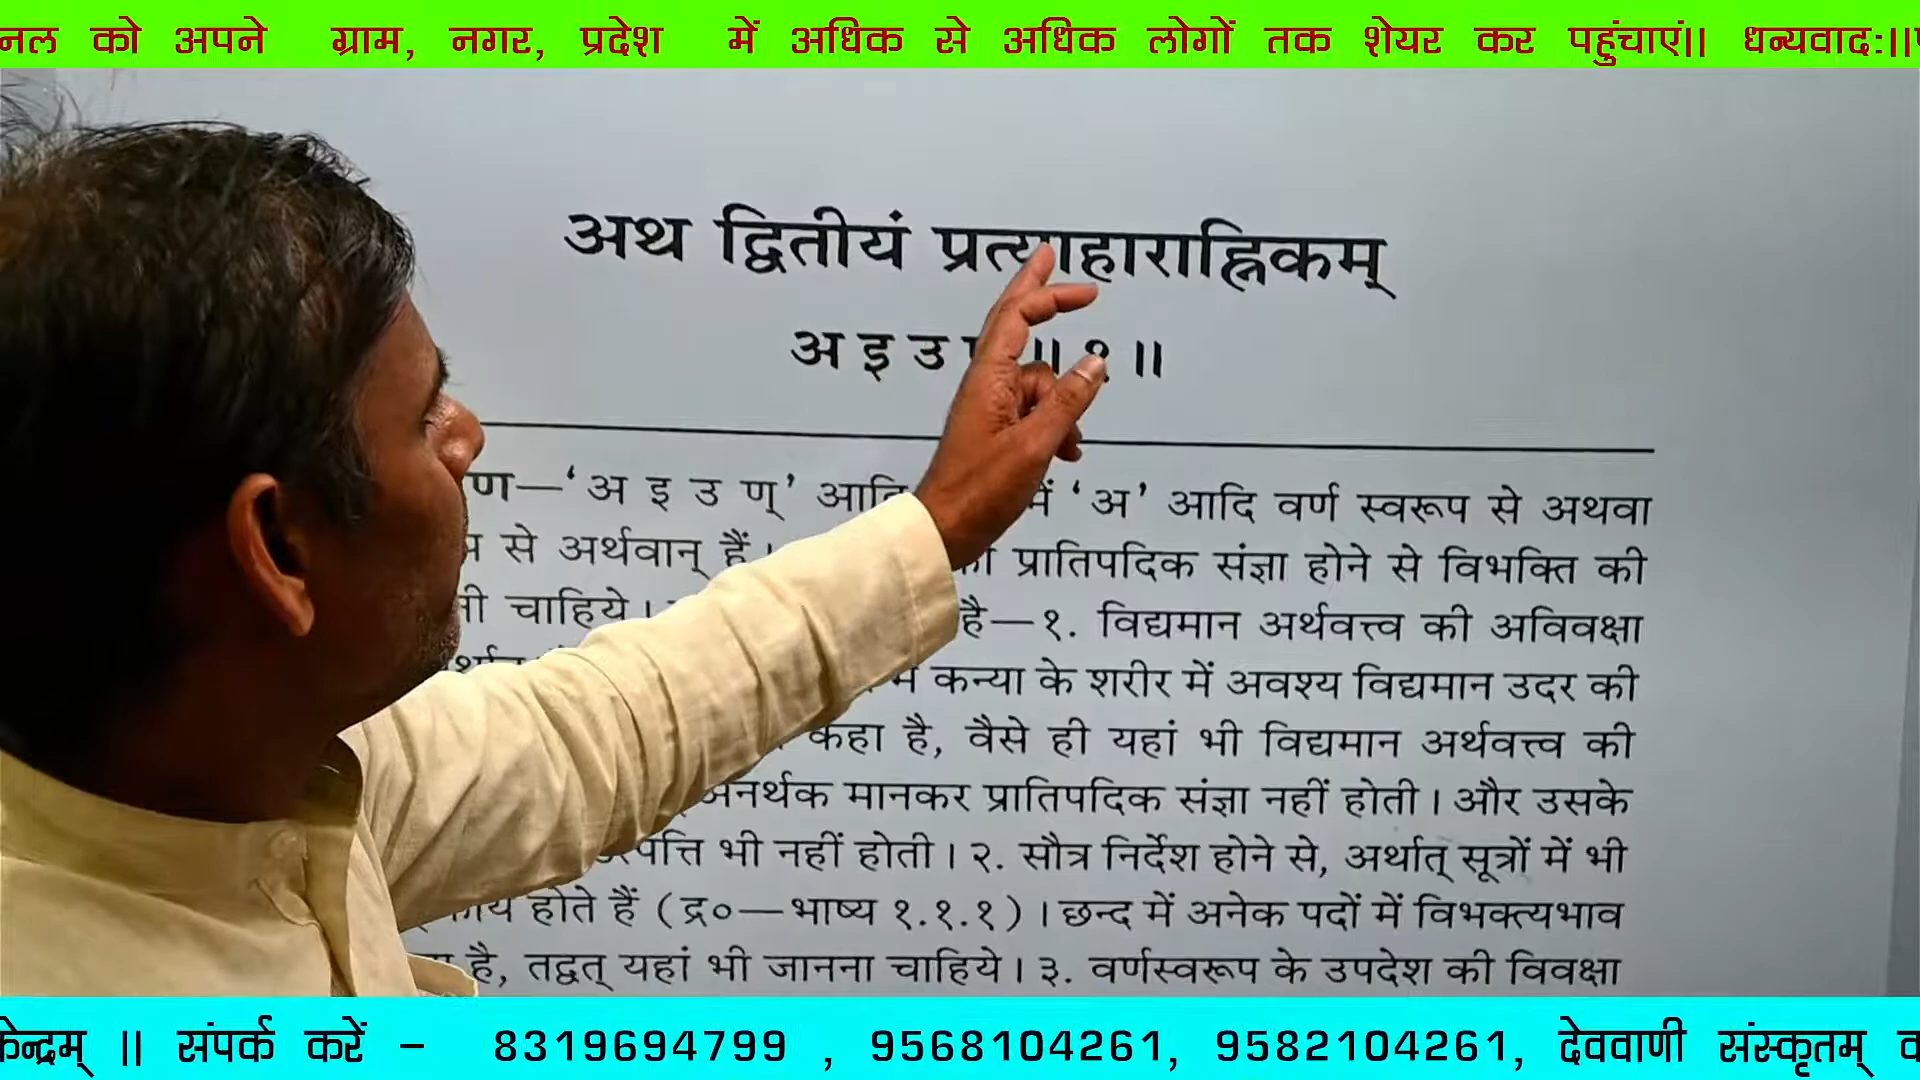 को अपने ग्राम, नगर, प्रदेश में अधिक से अधिक लोगों तक शेयर कर पहुंचाएं॥ धन्यवादः॥
अथ द्वितीयं प्रत्याहाराह्निकम्
अ इ उ ॥ १ ॥
‘अ इ उ ण्’ में ‘अ’ आदि वर्ण स्वरूप से अथवा
से अर्थवान् हैं। प्रातिपदिक संज्ञा होने से विभक्ति की
चाहिये। है—१. विद्यमान अर्थवत्त्व की अविवक्षा
कन्या के शरीर में अवश्य विद्यमान उदर की
कहा है, वैसे ही यहां भी विद्यमान अर्थवत्त्व की
अनर्थक मानकर प्रातिपदिक संज्ञा नहीं होती। और उसके
भी नहीं होती। २. सौत्र निर्देश होने से, अर्थात् सूत्रों में भी
होते हैं (द्र०—भाष्य १.१.१)। छन्द में अनेक पदों में विभक्त्यभाव
है, तद्वत् यहां भी जानना चाहिये। ३. वर्णस्वरूप के उपदेश की विवक्षा
॥ संपर्क करें - 8319694799 , 9568104261, 9582104261, देववाणी संस्कृतम्